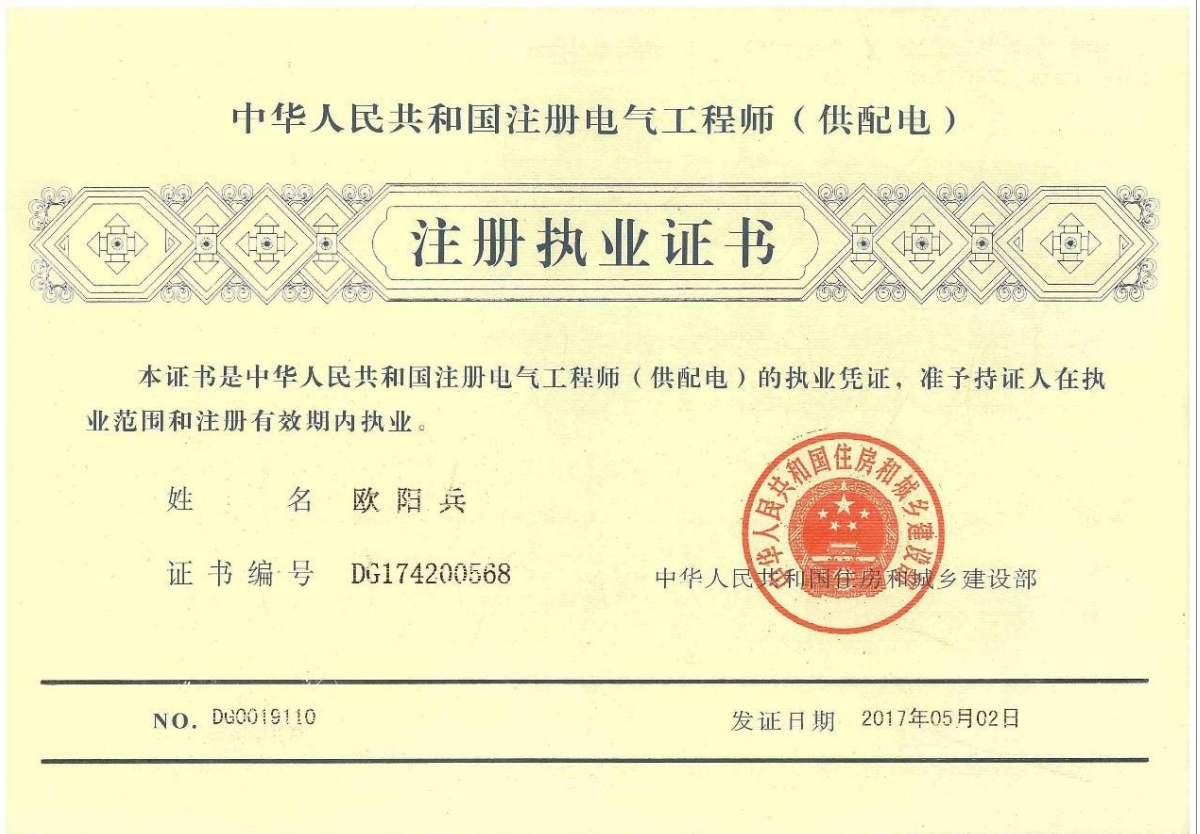 中华人民共和国注册电气工程师（供配电）
注册执业证书
本证书是中华人民共和国注册电气工程师（供配电）的执业凭证，准予持证人在执
业范围和注册有效期内执业。
姓 名 欧阳兵
中华人民共和国住房和城乡建设部
证书编号 DG174200568
中华人民共和国住房和城乡建设部
NO. DG0019110
发证日期 2017年05月02日